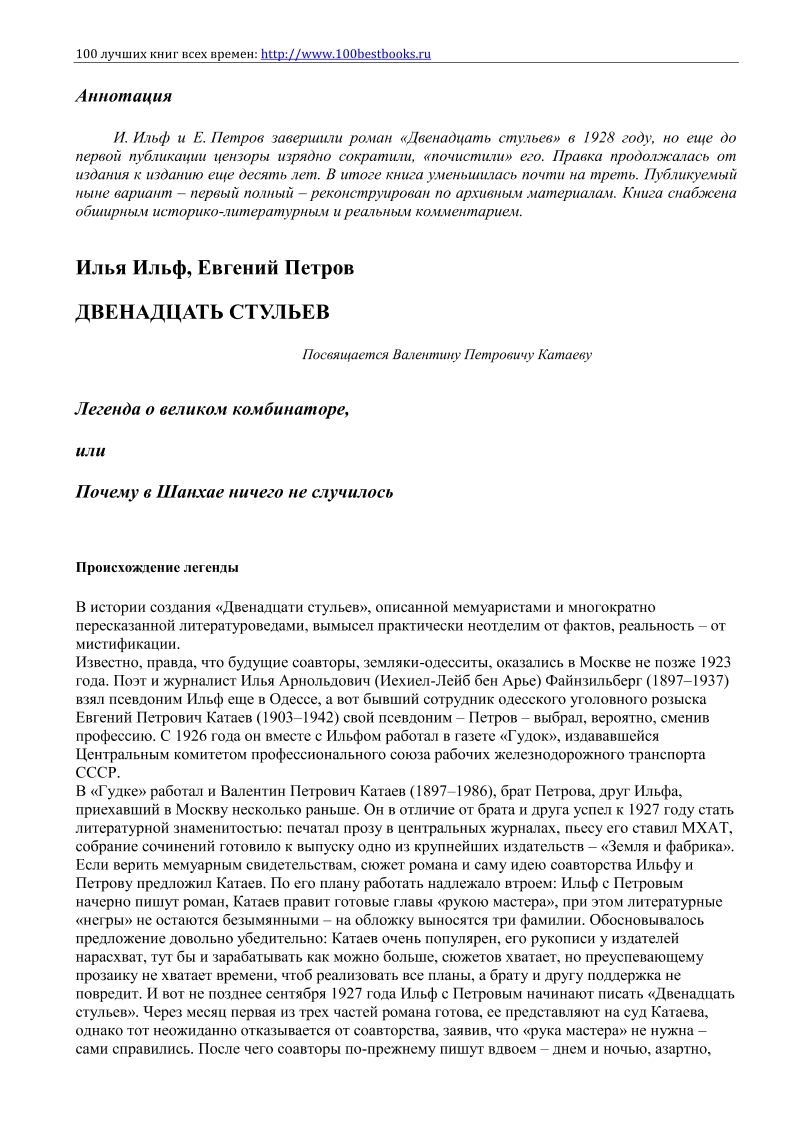 100 лучших книг всех времен: http://www.100bestbooks.ru
Аннотация
И. Ильф и Е. Петров завершили роман «Двенадцать стульев» в 1928 году, но еще до
первой публикации цензоры изрядно сократили, «почистили» его. Правка продолжалась от
издания к изданию еще десять лет. В итоге книга уменьшилась почти на треть. Публикуемый
ныне вариант – первый полный – реконструирован по архивным материалам. Книга снабжена
обширным историко-литературным и реальным комментарием.
Илья Ильф, Евгений Петров
ДВЕНАДЦАТЬ СТУЛЬЕВ
Посвящается Валентину Петровичу Катаеву
Легенда о великом комбинаторе,
или
Почему в Шанхае ничего не случилось
Происхождение легенды
В истории создания «Двенадцати стульев», описанной мемуаристами и многократно
пересказанной литературоведами, вымысел практически неотделим от фактов, реальность – от
мистификации.
Известно, правда, что будущие соавторы, земляки-одесситы, оказались в Москве не позже 1923
года. Поэт и журналист Илья Арнольдович (Иехиел-Лейб бен Арье) Файнзильберг (1897–1937)
взял псевдоним Ильф еще в Одессе, а вот бывший сотрудник одесского уголовного розыска
Евгений Петрович Катаев (1903–1942) свой псевдоним – Петров – выбрал, вероятно, сменив
профессию. С 1926 года он вместе с Ильфом работал в газете «Гудок», издававшейся
Центральным комитетом профессионального союза рабочих железнодорожного транспорта
СССР.
В «Гудке» работал и Валентин Петрович Катаев (1897–1986), брат Петрова, друг Ильфа,
приехавший в Москву несколько раньше. Он в отличие от брата и друга успел к 1927 году стать
литературной знаменитостью: печатал прозу в центральных журналах, пьесу его ставил МХАТ,
собрание сочинений готовило к выпуску одно из крупнейших издательств – «Земля и фабрика».
Если верить мемуарным свидетельствам, сюжет романа и саму идею соавторства Ильфу и
Петрову предложил Катаев. По его плану работать надлежало втроем: Ильф с Петровым
начерно пишут роман, Катаев правит готовые главы «рукою мастера», при этом литературные
«негры» не остаются безымянными – на обложку выносятся три фамилии. Обосновывалось
предложение довольно убедительно: Катаев очень популярен, его рукописи у издателей
нарасхват, тут бы и зарабатывать как можно больше, сюжетов хватает, но преуспевающему
прозаику не хватает времени, чтоб реализовать все планы, а брату и другу поддержка не
повредит. И вот не позднее сентября 1927 года Ильф с Петровым начинают писать «Двенадцать
стульев». Через месяц первая из трех частей романа готова, ее представляют на суд Катаева,
однако тот неожиданно отказывается от соавторства, заявив, что «рука мастера» не нужна –
сами справились. После чего соавторы по-прежнему пишут вдвоем – днем и ночью, азартно,